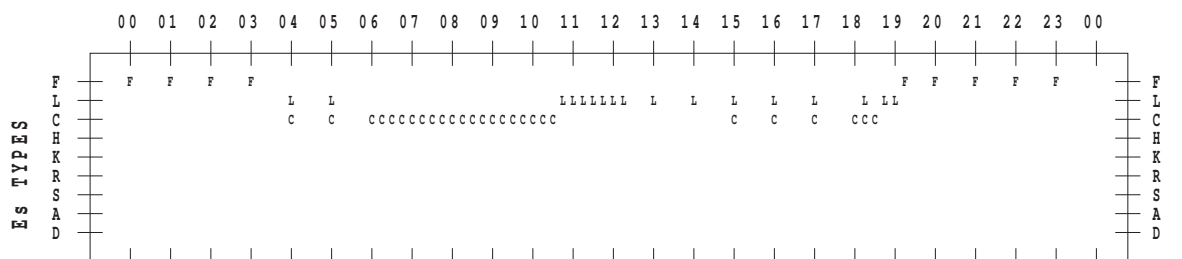 00 01 02 03 04 05 06 07 08 09 10 11 12 13 14 15 16 17 18 19 20 21 22 23 00
F F F F F F F F F F F
L L L LLLLLLL L L L L L L LL L
C C C CCCCCCCCCCCCCCCCCCC C C C CCC C
H H
K K
R R
S S
A A
D D
Es TYPES